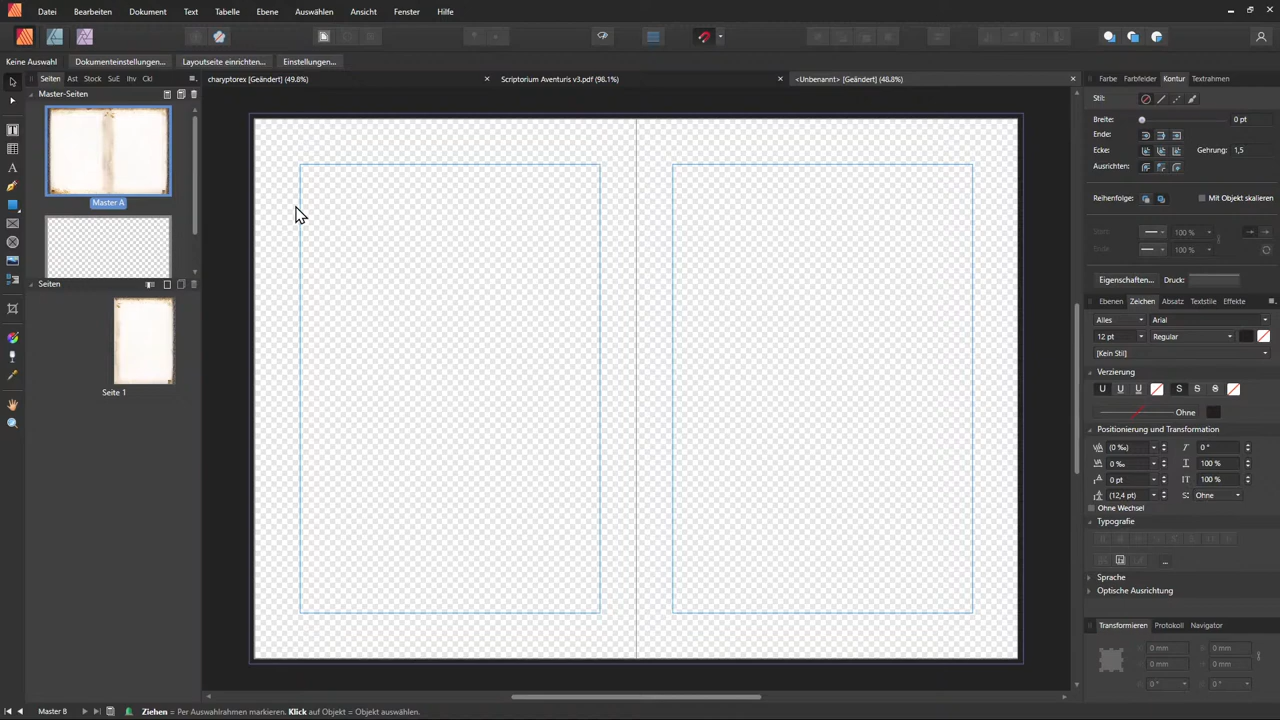 Datei Bearbeiten Dokument Text Tabelle Ebene Auswählen Ansicht Fenster Hilfe
Keine Auswahl Dokumenteinstellungen... Layoutseite einrichten... Einstellungen...
Seiten Ast Stock SuE Inh Ckl
charyptorex [Geändert] (49.8%)
Scriptorium Aventuris v3.pdf (96.1%)
<Unbenannt> [Geändert] (48.8%)
Farbe Farbfelder Kontur Textrahmen
Master-Seiten
Master A
Seiten
Seite 1
Stil:
Breite: 0 pt
Ende:
Ecke: Gehrung: 1,5
Ausrichten:
Reihenfolge: Mit Objekt skalieren
Start: 100 %
Ende: 100 %
Eigenschaften... Druck:
Ebenen Zeichen Absatz Textstile Effekte
Alles Arial
12 pt Regular
[Kein Stil]
Verzierung
U U U S S S
Ohne
Positionierung und Transformation
(0 ‰) 0 °
0 ‰ 100 %
0 pt 100 %
(12,4 pt) Ohne
Ohne Wechsel
Typografie
...
Sprache
Optische Ausrichtung
Transformieren Protokoll Navigator
0 mm 0 mm
0 mm 0 mm
0 ° 0 °
Master B
Ziehen = Per Auswahlrahmen markieren. Klick auf Objekt = Objekt auswählen.